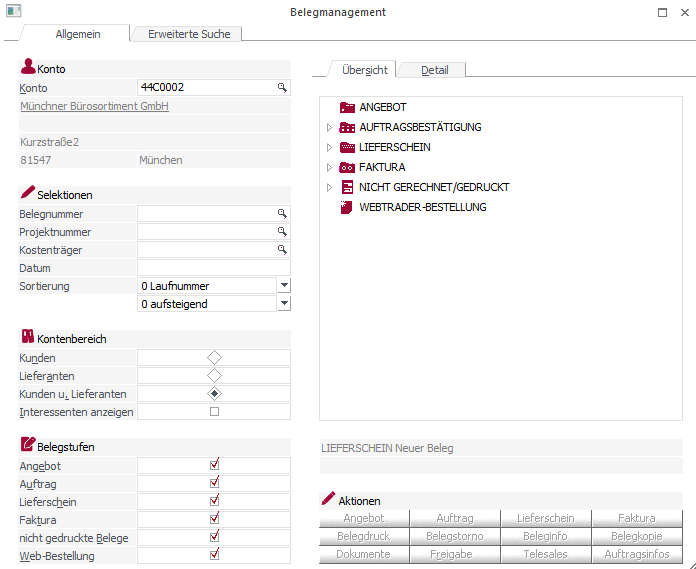 Belegmanagement
Allgemein
Erweiterte Suche
Konto
Konto 44C0002
Münchner Bürosortiment GmbH
Kurzstraße2
81547 München
Selektionen
Belegnummer
Projektnummer
Kostenträger
Datum
Sortierung 0 Laufnummer
0 aufsteigend
Kontenbereich
Kunden
Lieferanten
Kunden u. Lieferanten
Interessenten anzeigen
Belegstufen
Angebot
Auftrag
Lieferschein
Faktura
nicht gedruckte Belege
Web-Bestellung
Übersicht
Detail
ANGEBOT
AUFTRAGSBESTÄTIGUNG
LIEFERSCHEIN
FAKTURA
NICHT GERECHNET/GEDRUCKT
WEBTRADER-BESTELLUNG
LIEFERSCHEIN Neuer Beleg
Aktionen
Angebot Auftrag Lieferschein Faktura
Belegdruck Belegstorno Beleginfo Belegkopie
Dokumente Freigabe Telesales Auftragsinfos